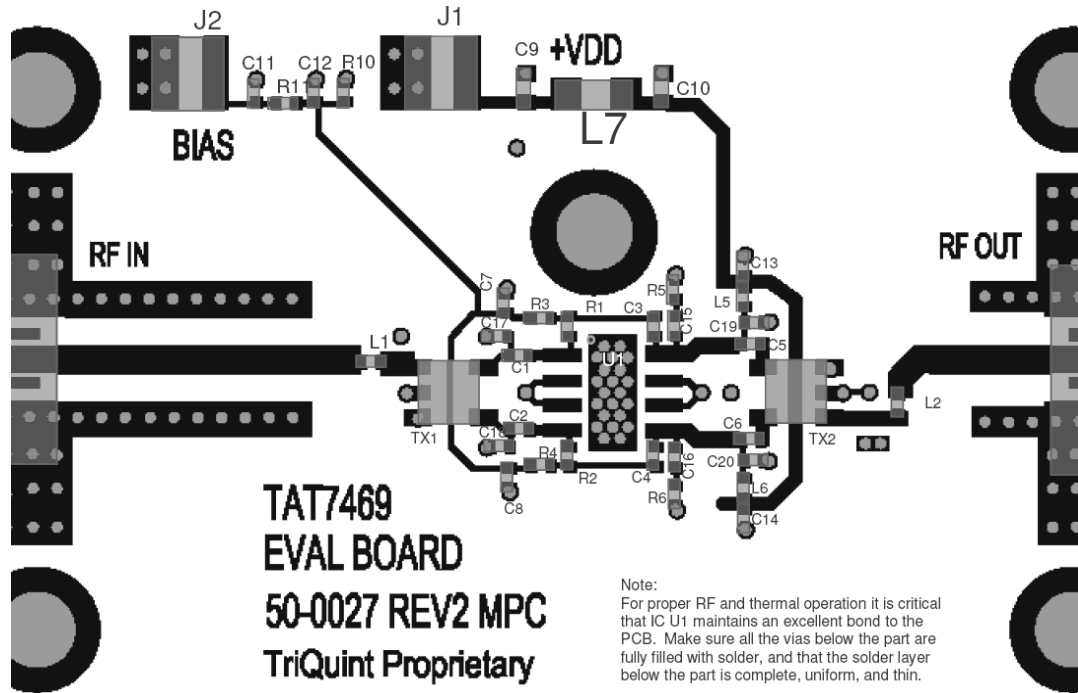 J2
J1
C9
+VDD
C11
C12
R10
R11
C10
L7
BIAS
RF IN
RF OUT
C13
C7
R5
L5
R3
R1
C3
C15
C19
C17
L1
U1
C5
C1
L2
C2
C6
TX1
TX2
C18
R4
R2
C4
C16
C20
R6
L6
C8
C14
TAT7469
EVAL BOARD
50-0027 REV2 MPC
TriQuint Proprietary
Note:
For proper RF and thermal operation it is critical
that IC U1 maintains an excellent bond to the
PCB.  Make sure all the vias below the part are
fully filled with solder, and that the solder layer
below the part is complete, uniform, and thin.